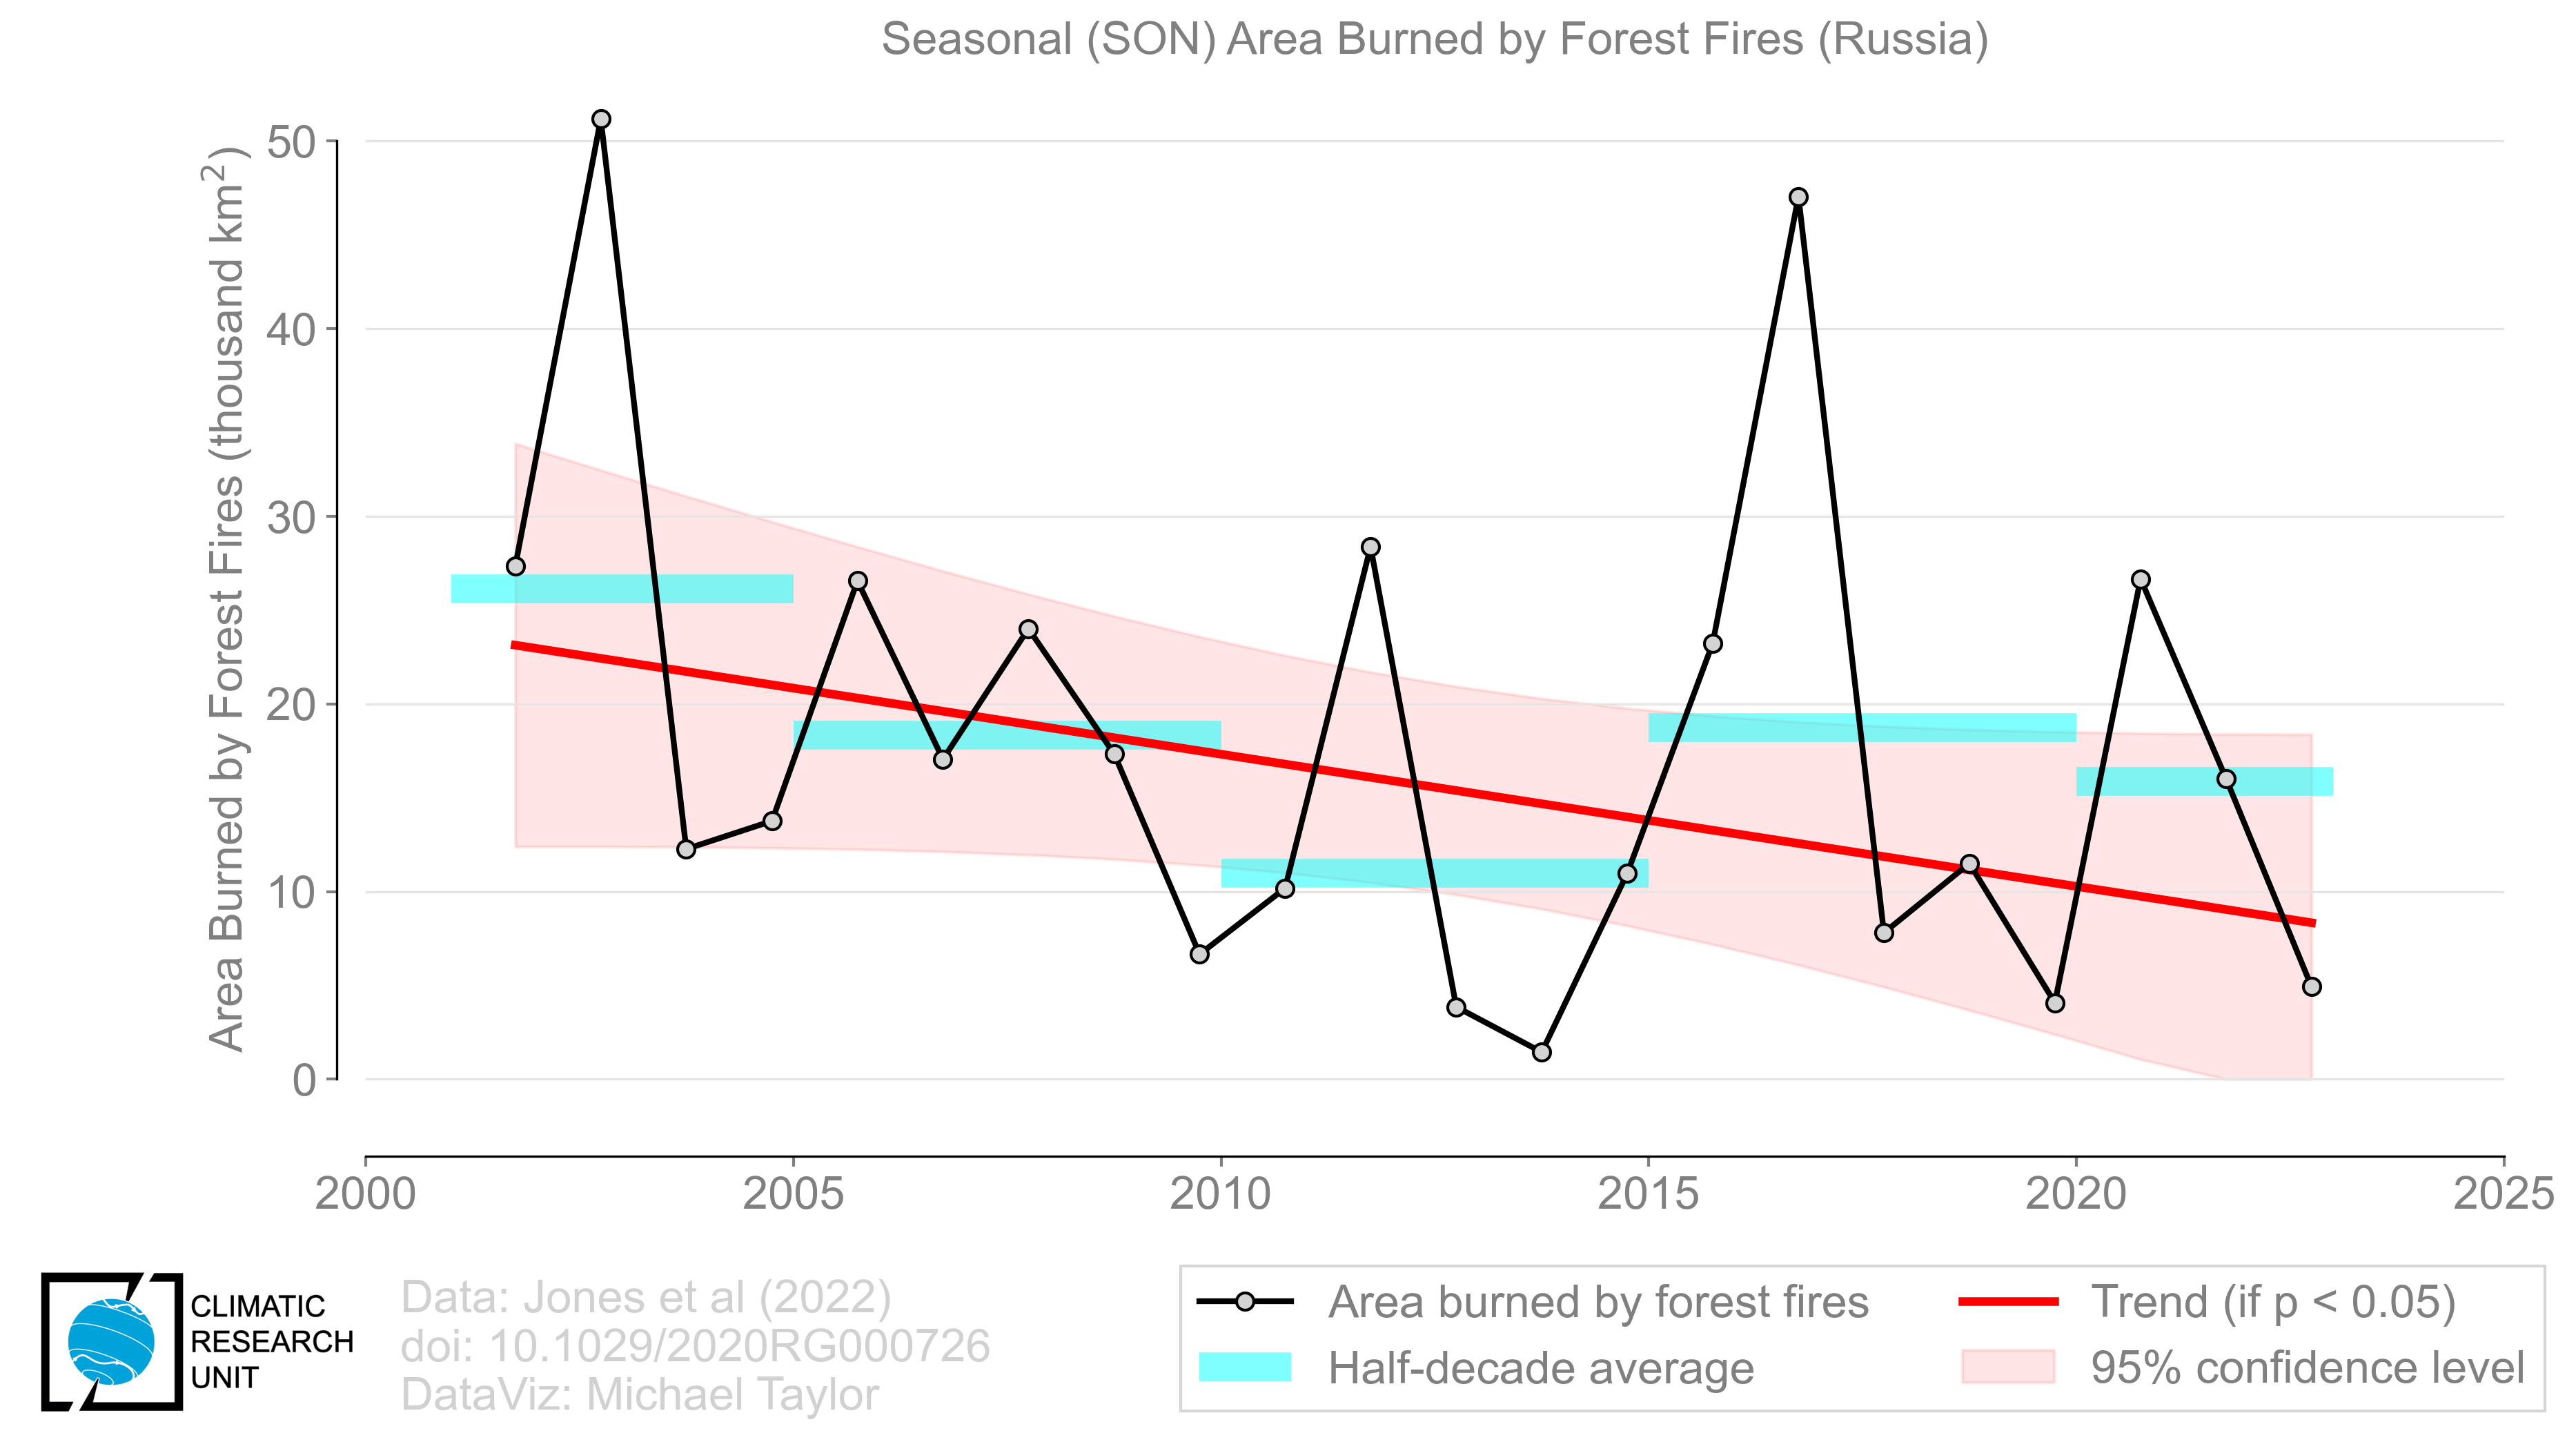 Seasonal (SON) Area Burned by Forest Fires (Russia)
Area Burned by Forest Fires (thousand km²)
50
40
30
20
10
0
2000 2005 2010 2015 2020 2025
CLIMATIC
RESEARCH
UNIT
Data: Jones et al (2022)
doi: 10.1029/2020RG000726
DataViz: Michael Taylor
Area burned by forest fires
Half-decade average
Trend (if p < 0.05)
95% confidence level